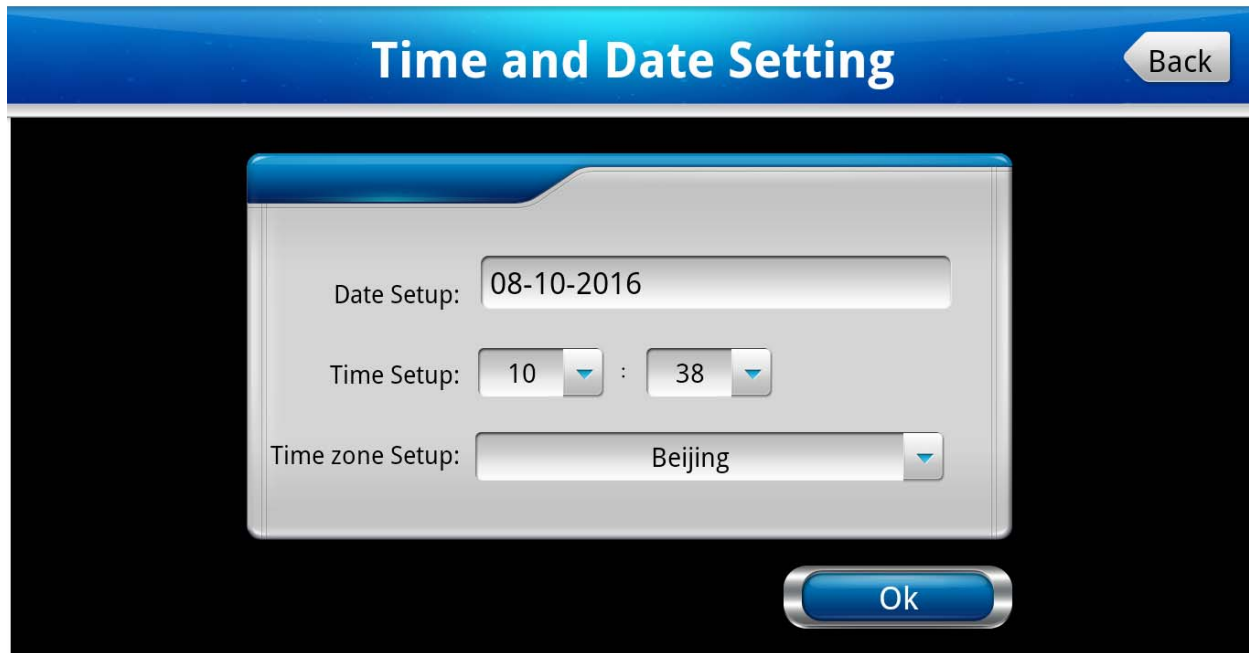 Time and Date Setting
Back
Date Setup: 08-10-2016
Time Setup: 10 : 38
Time zone Setup: Beijing
Ok